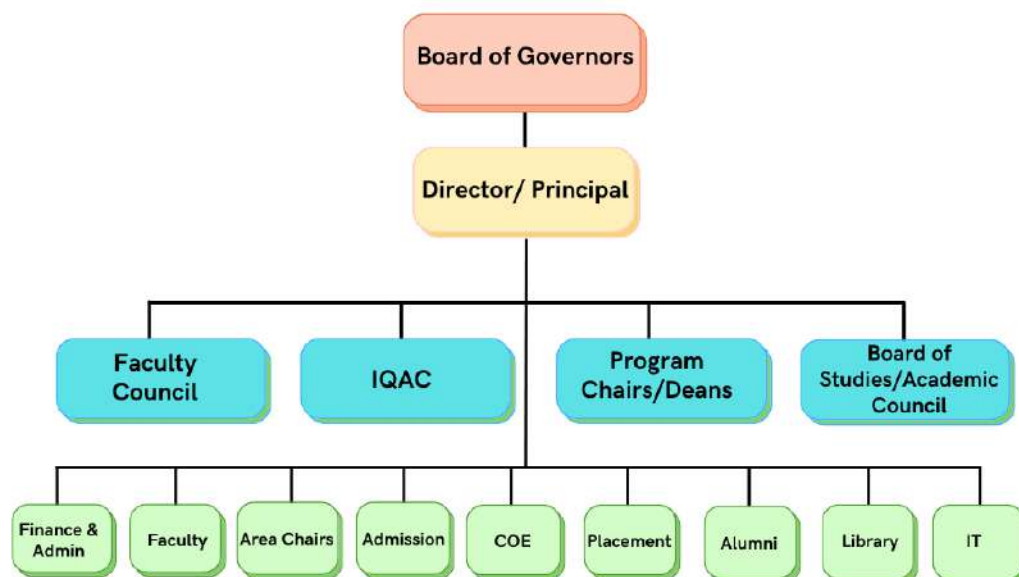 Board of Governors
Director/ Principal
Faculty
Council
IQAC
Program
Chairs/Deans
Board of
Studies/Academic
Council
Finance &
Admin
Faculty
Area Chairs
Admission
COE
Placement
Alumni
Library
IT